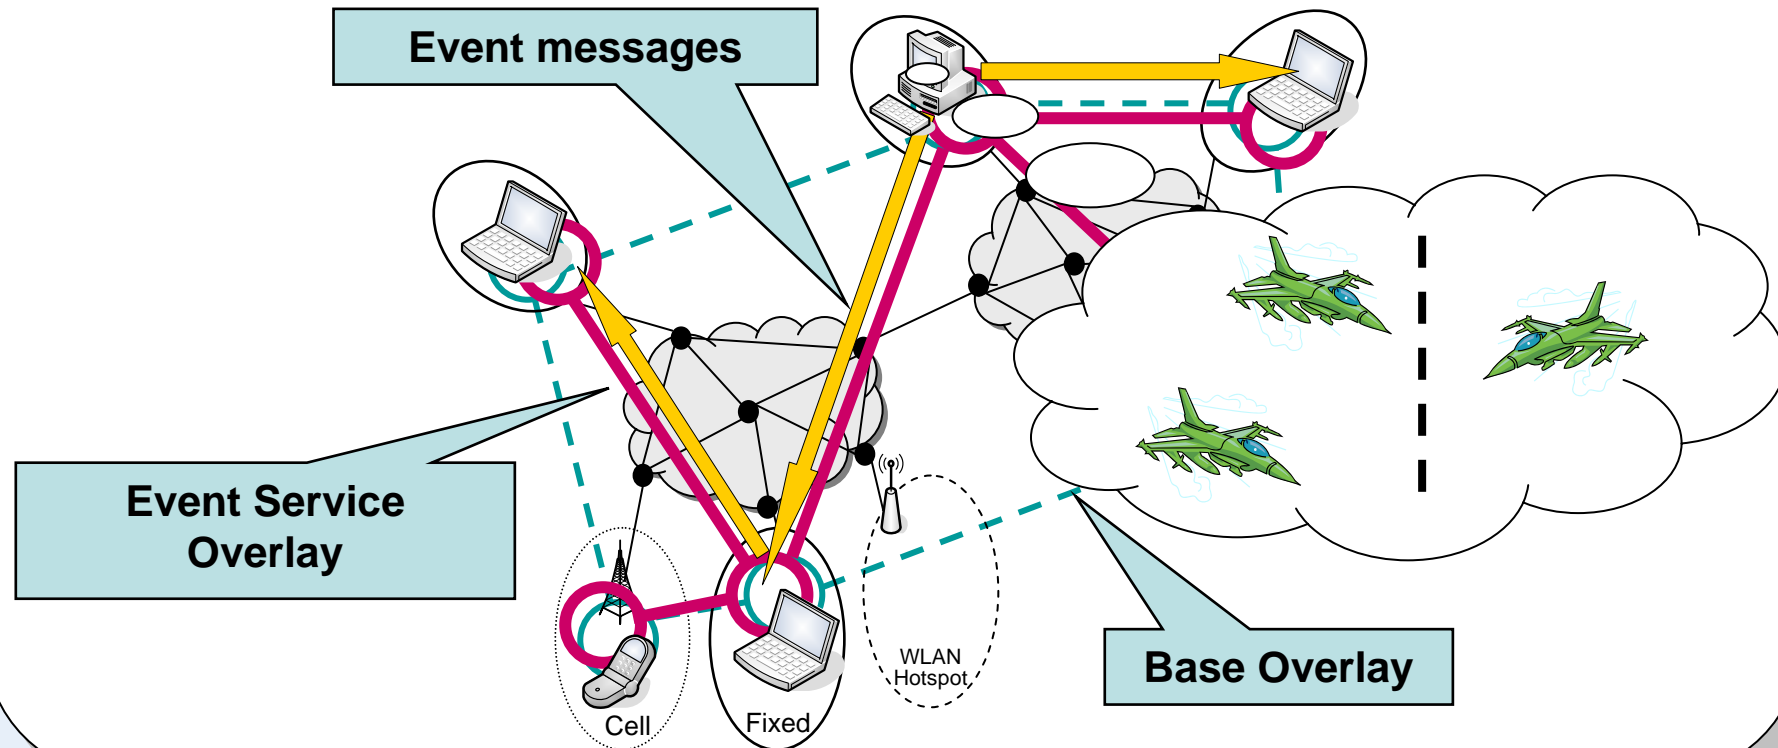 Event messages
Event Service
Overlay
WLAN
Hotspot
Base Overlay
Cell
Fixed